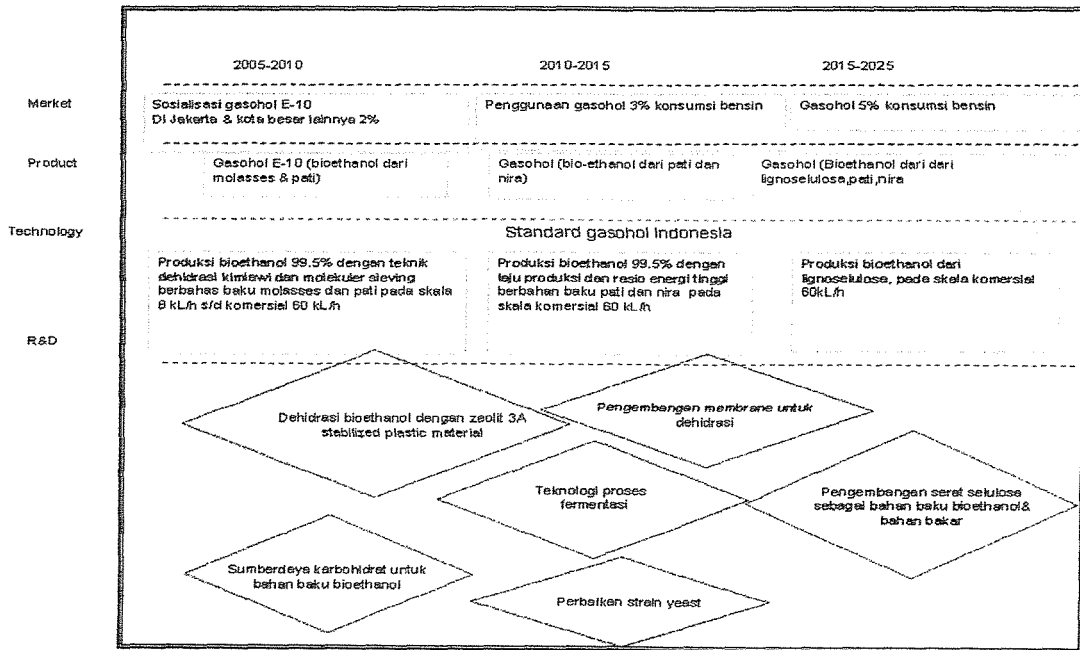 2005-2010
2010-2015
2015-2025
Market
Sosialisasi gasohol E-10
Di Jakarta & kota besar lainnya 2%
Penggunaan gasohol 3% konsumsi bensin
Gasohol 5% konsumsi bensin
Product
Gasohol E-10 (bioethanol dari
molasses & pati)
Gasohol (bio-ethanol dari pati dan
nira)
Gasohol (Bioethanol dari dari
lignoselulosa,pati,nira
Technology
Standard gasohol Indonesia
Produksi bioethanol 99.5% dengan teknik
dehidrasi kimiawi dan molekuler sieving
berbahas baku molasses dan pati pada skala
8 kL/h s/d komersial 60 kL/h
Produksi bioethanol 99.5% dengan
laju produksi dan rasio energi tinggi
berbahan baku pati dan nira pada
skala komersial 60 kL/h
Produksi bioethanol dari
lignoselulosa, pada skala komersial
60kL/h
R&D
Dehidrasi bioethanol dengan zeolit 3A
stabilized plastic material
Pengembangan membrane untuk
dehidrasi
Teknologi proses
fermentasi
Pengembangan serat selulosa
sebagai bahan baku bioethanol&
bahan bakar
Sumberdaya karbohidrat untuk
bahan baku bioethanol
Perbaikan strain yeast